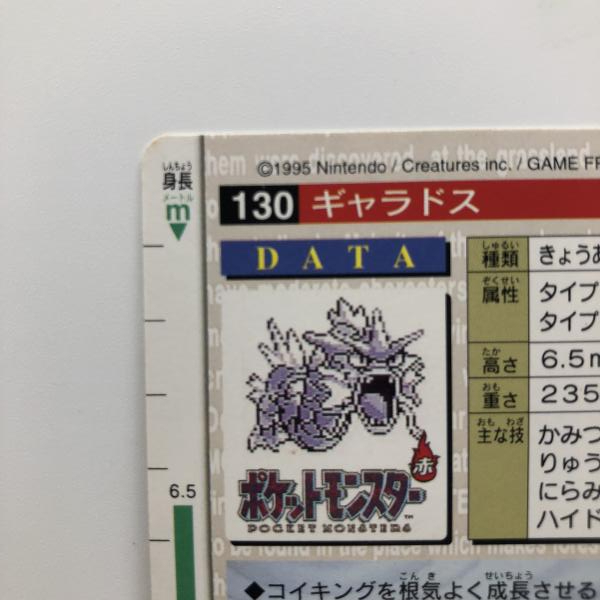 ©1995 Nintendo / Creatures inc. / GAME FR
しんちょう
身長
メートル
m
130 ギャラドス
DATA
しゅるい
種類 きょうあ
ぞくせい
属性 タイプ
タイプ
たか
高さ 6.5m
おも
重さ 235
おも わざ
主な技 かみつ
りゅう
にらみ
ハイド
赤
ポケットモンスター
POCKET MONSTERS
6.5
こんき せいちょう
◆コイキングを根気よく成長させる